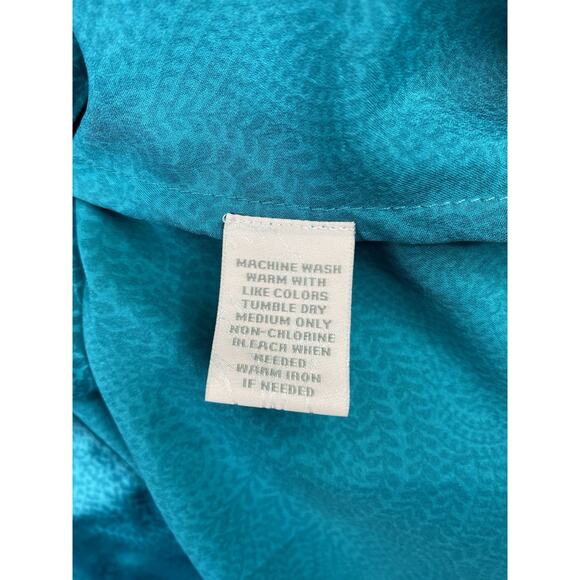 MACHINE WASH
WARM WITH
LIKE COLORS
TUMBLE DRY
MEDIUM ONLY
NON-CHLORINE
BLEACH WHEN
NEEDED
WARM IRON
IF NEEDED